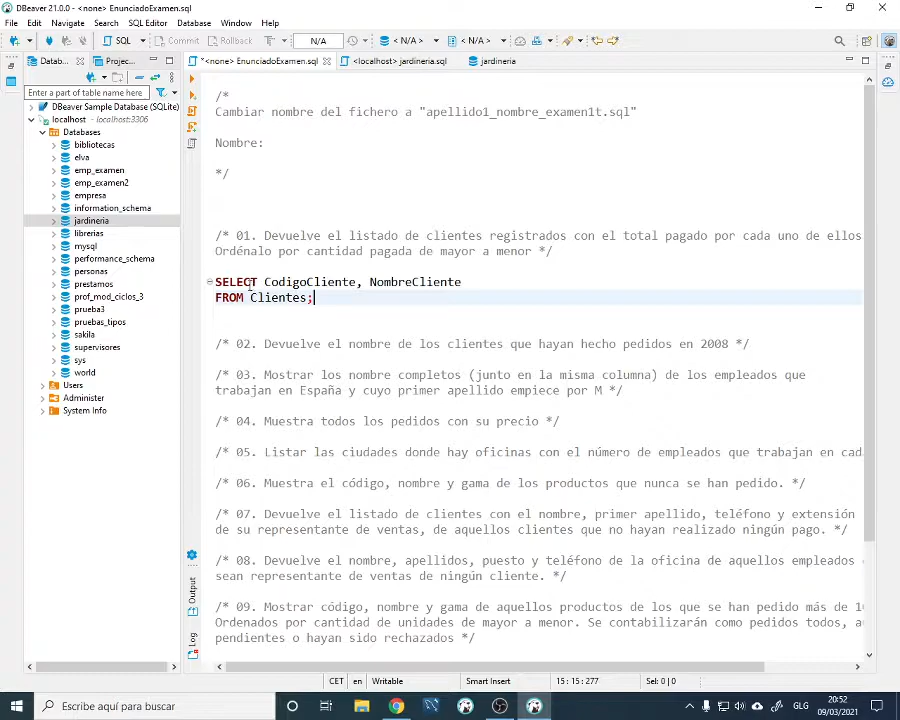 DBeaver 21.0.0 - <none> EnunciadoExamen.sql
File Edit Navigate Search SQL Editor Database Window Help
SQL Commit Rollback N/A < N/A > < N/A >
Datab... Projec... *<none> EnunciadoExamen.sql <localhost> jardineria.sql jardineria
Enter a part of table name here
DBeaver Sample Database (SQLite)
localhost - localhost:3306
Databases
bibliotecas
elva
emp_examen
emp_examen2
empresa
information_schema
jardineria
librerias
mysql
performance_schema
personas
prestamos
prof_mod_ciclos_3
prueba3
pruebas_tipos
sakila
supervisores
sys
world
Users
Administer
System Info
/*
Cambiar nombre del fichero a "apellido1_nombre_examen1t.sql"
Nombre:
*/
/* 01. Devuelve el listado de clientes registrados con el total pagado por cada uno de ellos
Ordénalo por cantidad pagada de mayor a menor */
SELECT CodigoCliente, NombreCliente
FROM Clientes;
/* 02. Devuelve el nombre de los clientes que hayan hecho pedidos en 2008 */
/* 03. Mostrar los nombre completos (junto en la misma columna) de los empleados que
trabajan en España y cuyo primer apellido empiece por M */
/* 04. Muestra todos los pedidos con su precio */
/* 05. Listar las ciudades donde hay oficinas con el número de empleados que trabajan en cad
/* 06. Muestra el código, nombre y gama de los productos que nunca se han pedido. */
/* 07. Devuelve el listado de clientes con el nombre, primer apellido, teléfono y extensión
de su representante de ventas, de aquellos clientes que no hayan realizado ningún pago. */
/* 08. Devuelve el nombre, apellidos, puesto y teléfono de la oficina de aquellos empleados
sean representante de ventas de ningún cliente. */
/* 09. Mostrar código, nombre y gama de aquellos productos de los que se han pedido más de 1
Ordenados por cantidad de unidades de mayor a menor. Se contabilizarán como pedidos todos, a
pendientes o hayan sido rechazados */
Output
Log
CET en Writable Smart Insert 15 : 15 : 277 Sel: 0 | 0
Escribe aquí para buscar
GLG
20:52
09/03/2021